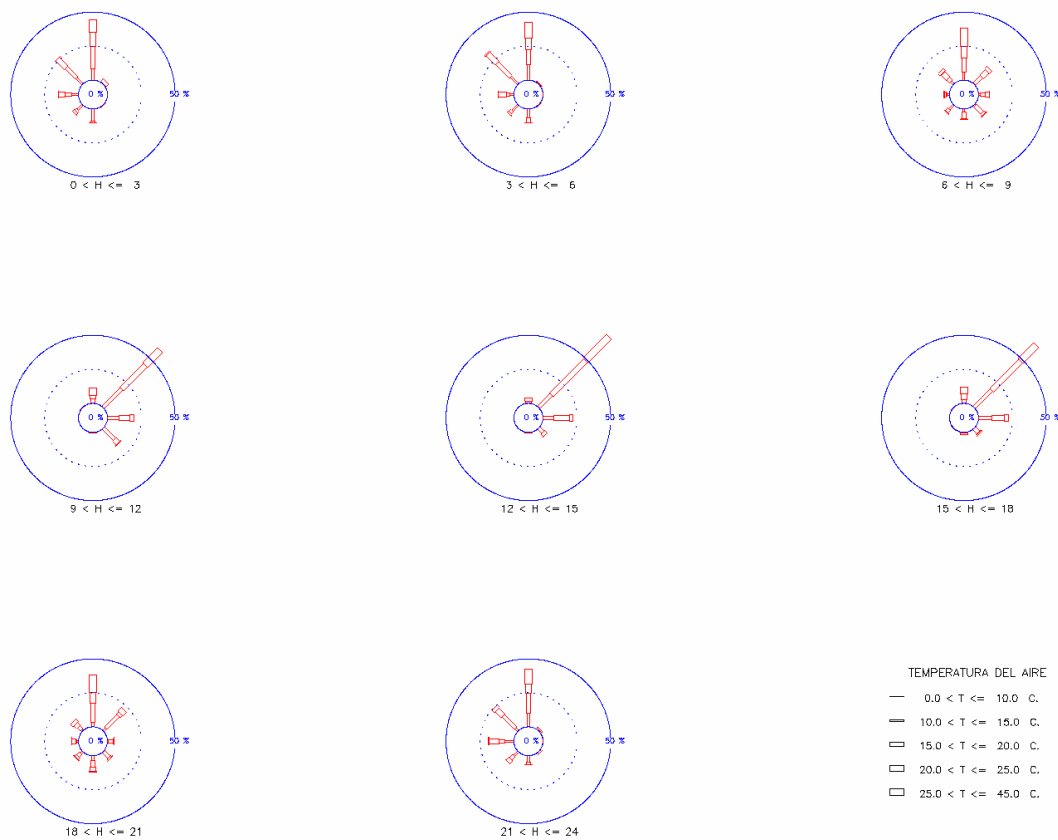 0 % 50 %
0 < H <= 3
0 % 50 %
3 < H <= 6
0 % 50 %
6 < H <= 9
0 % 50 %
9 < H <= 12
0 % 50 %
12 < H <= 15
0 % 50 %
15 < H <= 18
0 % 50 %
18 < H <= 21
0 % 50 %
21 < H <= 24
TEMPERATURA DEL AIRE
0.0 < T <= 10.0 C.
10.0 < T <= 15.0 C.
15.0 < T <= 20.0 C.
20.0 < T <= 25.0 C.
25.0 < T <= 45.0 C.